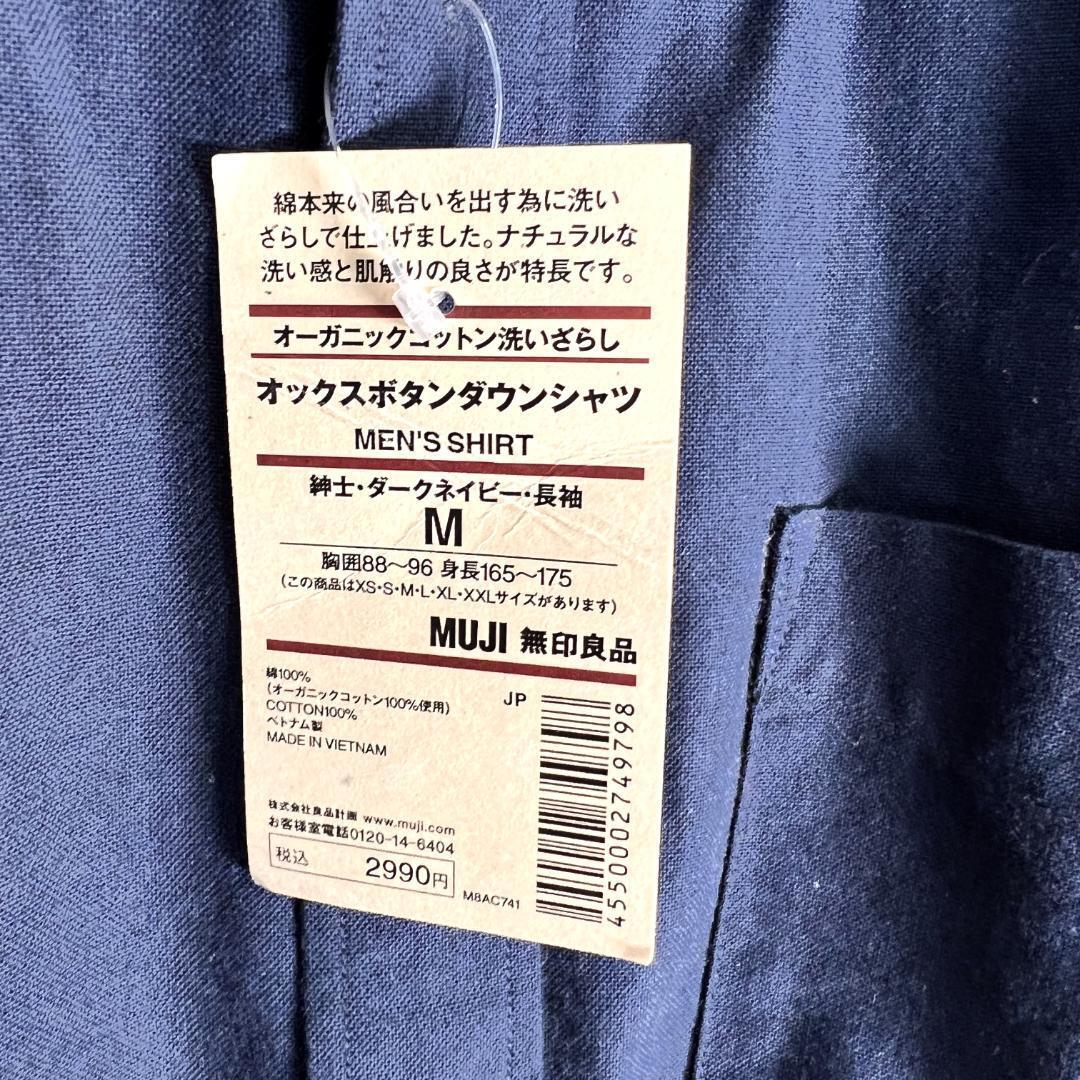 綿本来の風合いを出す為に洗い
ざらしで仕上げました。ナチュラルな
洗い感と肌触りの良さが特長です。
オーガニックコットン洗いざらし
オックスボタンダウンシャツ
MEN'S SHIRT
紳士・ダークネイビー・長袖
M
胸囲88～96 身長165～175
(この商品はXS・S・M・L・XL・XXLサイズがあります)
MUJI 無印良品
綿100%
(オーガニックコットン100%使用)
COTTON100%
ベトナム製
MADE IN VIETNAM
JP
株式会社良品計画 www.muji.com
お客様室電話0120-14-6404
税込 2990円
M8AC741
4550002749798